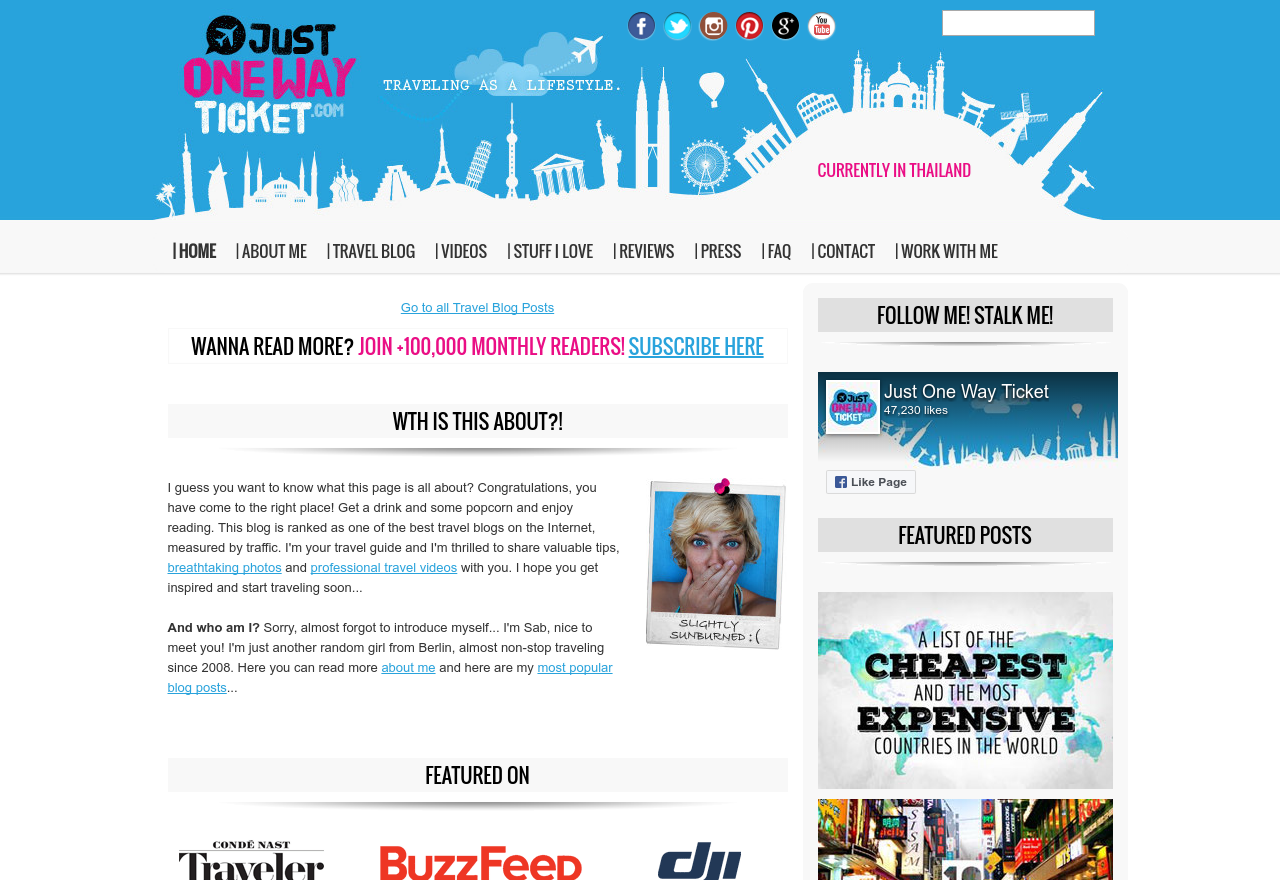 JUST
ONE WAY
TICKET.COM
TRAVELING AS A LIFESTYLE.
You
Tube
CURRENTLY IN THAILAND
| HOME | ABOUT ME | TRAVEL BLOG | VIDEOS | STUFF I LOVE | REVIEWS | PRESS | FAQ | CONTACT | WORK WITH ME
Go to all Travel Blog Posts
WANNA READ MORE? JOIN +100,000 MONTHLY READERS! SUBSCRIBE HERE
WTH IS THIS ABOUT?!
I guess you want to know what this page is all about? Congratulations, you
have come to the right place! Get a drink and some popcorn and enjoy
reading. This blog is ranked as one of the best travel blogs on the Internet,
measured by traffic. I'm your travel guide and I'm thrilled to share valuable tips,
breathtaking photos and professional travel videos with you. I hope you get
inspired and start traveling soon...
And who am I? Sorry, almost forgot to introduce myself... I'm Sab, nice to
meet you! I'm just another random girl from Berlin, almost non-stop traveling
since 2008. Here you can read more about me and here are my most popular
blog posts...
SLIGHTLY
SUNBURNED :(
FEATURED ON
CONDÉ NAST
Traveler
BuzzFeed
dji
FOLLOW ME! STALK ME!
JUST
ONE WAY
TICKET.COM
Just One Way Ticket
47,230 likes
Like Page
FEATURED POSTS
A LIST OF THE
CHEAPEST
AND THE MOST
EXPENSIVE
COUNTRIES IN THE WORLD
SISAM
HAIR